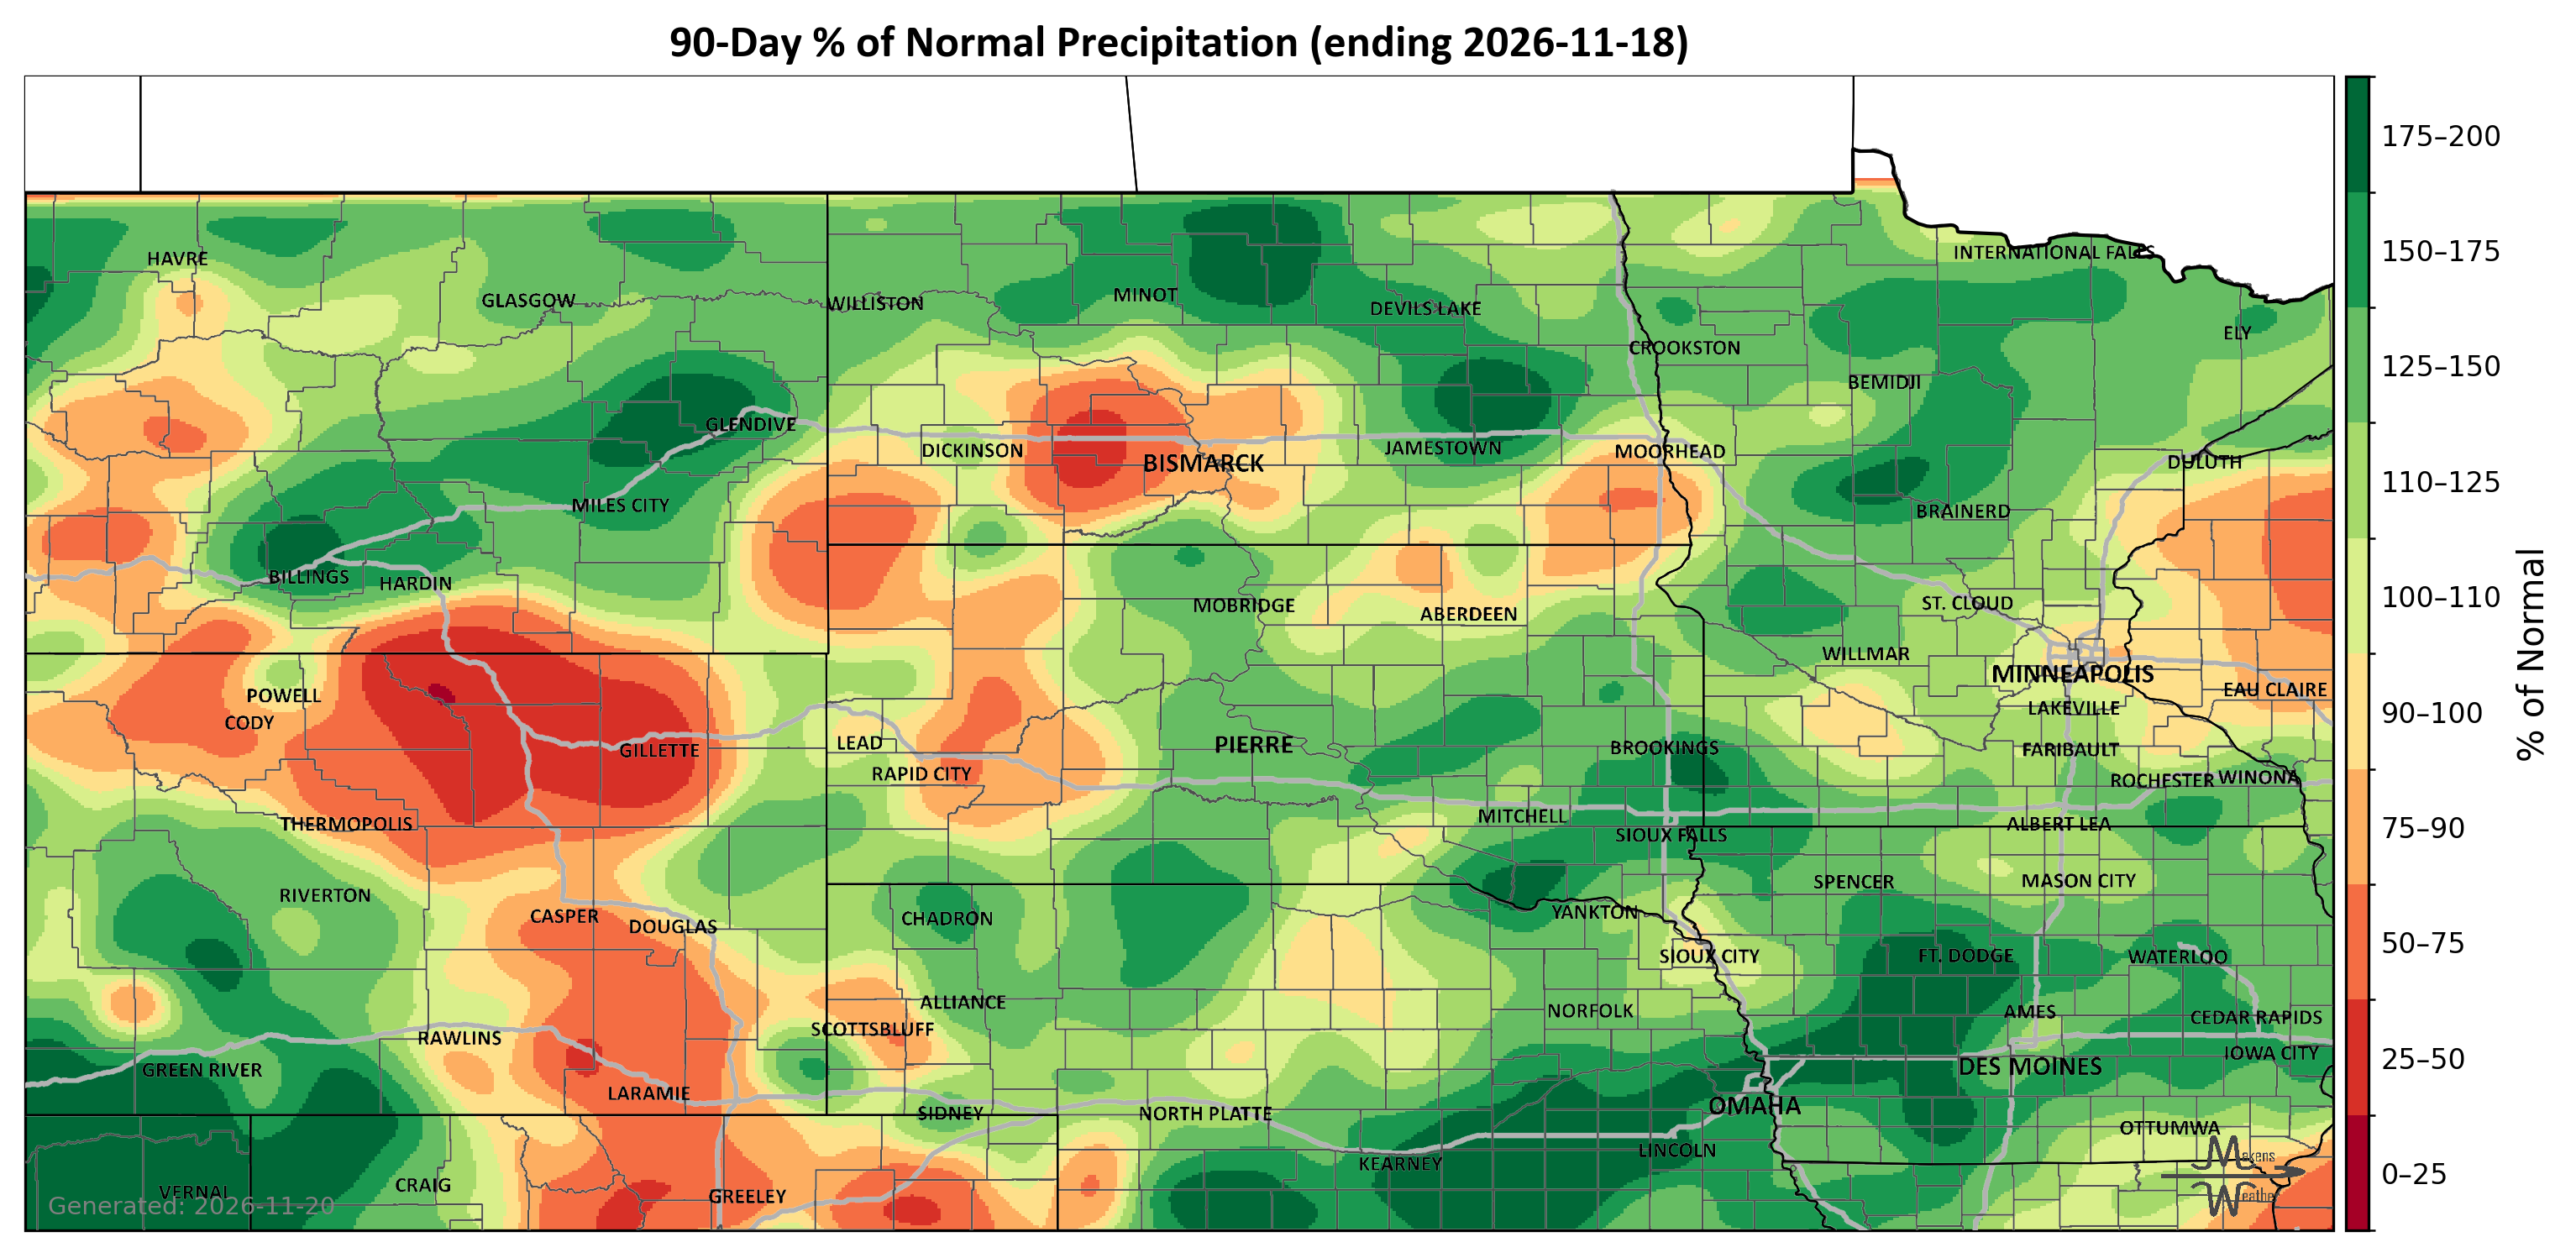 90-Day % of Normal Precipitation (ending 2026-11-18)
175–200
INTERNATIONAL FALLS
150–175
HAVRE
GLASGOW
WILLISTON
MINOT
DEVILS LAKE
ELY
125–150
CROOKSTON
BEMIDJI
GLENDIVE
DICKINSON
BISMARCK
JAMESTOWN
MOORHEAD
DULUTH
110–125
MILES CITY
BRAINERD
BILLINGS
HARDIN
MOBRIDGE
ABERDEEN
ST. CLOUD
100–110
WILLMAR
MINNEAPOLIS
POWELL
EAU CLAIRE
CODY
LAKEVILLE
90–100
GILLETTE
LEAD
PIERRE
BROOKINGS
FARIBAULT
% of Normal
RAPID CITY
ROCHESTER
WINONA
THERMOPOLIS
MITCHELL
SIOUX FALLS
ALBERT LEA
75–90
RIVERTON
SPENCER
MASON CITY
CASPER
DOUGLAS
CHADRON
YANKTON
50–75
SIOUX CITY
FT. DODGE
WATERLOO
ALLIANCE
NORFOLK
AMES
CEDAR RAPIDS
RAWLINS
SCOTTSBLUFF
25–50
GREEN RIVER
DES MOINES
IOWA CITY
LARAMIE
SIDNEY
NORTH PLATTE
OMAHA
OTTUMWA
KEARNEY
LINCOLN
Makens
Weather
0–25
VERNAL
CRAIG
GREELEY
Generated: 2026-11-20